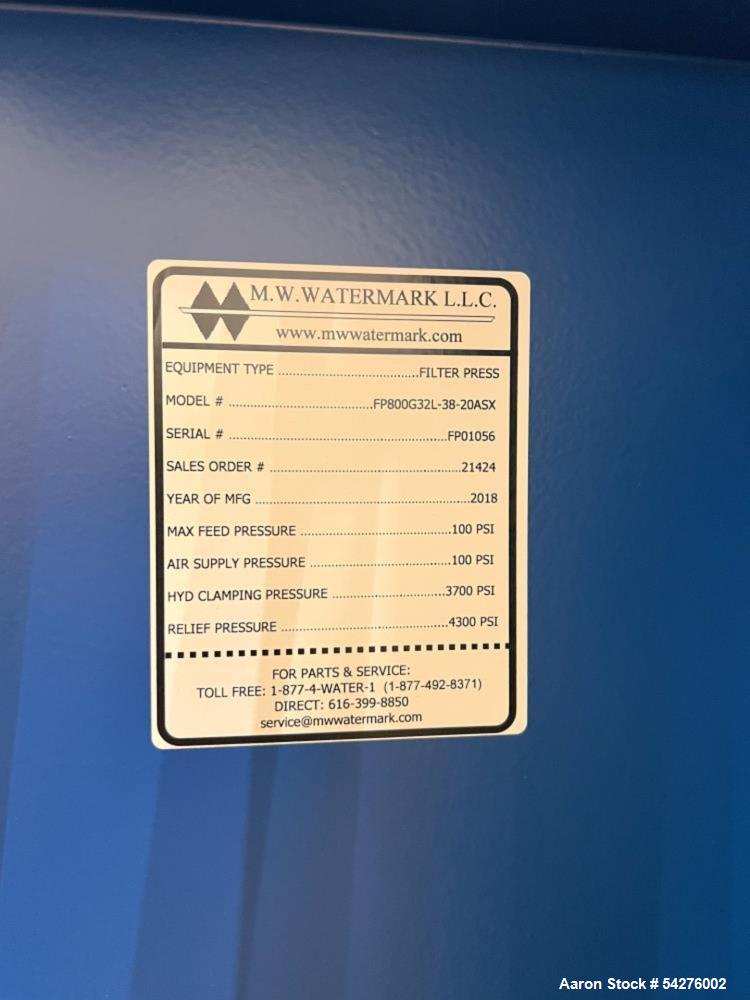 M.W. WATERMARK L.L.C.
www.mwwatermark.com
EQUIPMENT TYPE ........................................FILTER PRESS
MODEL # ........................................FP800G32L-38-20ASX
SERIAL # ........................................FP01056
SALES ORDER # ........................................21424
YEAR OF MFG ........................................2018
MAX FEED PRESSURE ........................................100 PSI
AIR SUPPLY PRESSURE ........................................100 PSI
HYD CLAMPING PRESSURE ........................................3700 PSI
RELIEF PRESSURE ........................................4300 PSI
FOR PARTS & SERVICE:
TOLL FREE: 1-877-4-WATER-1 (1-877-492-8371)
DIRECT: 616-399-8850
service@mwwatermark.com
Aaron Stock # 54276002